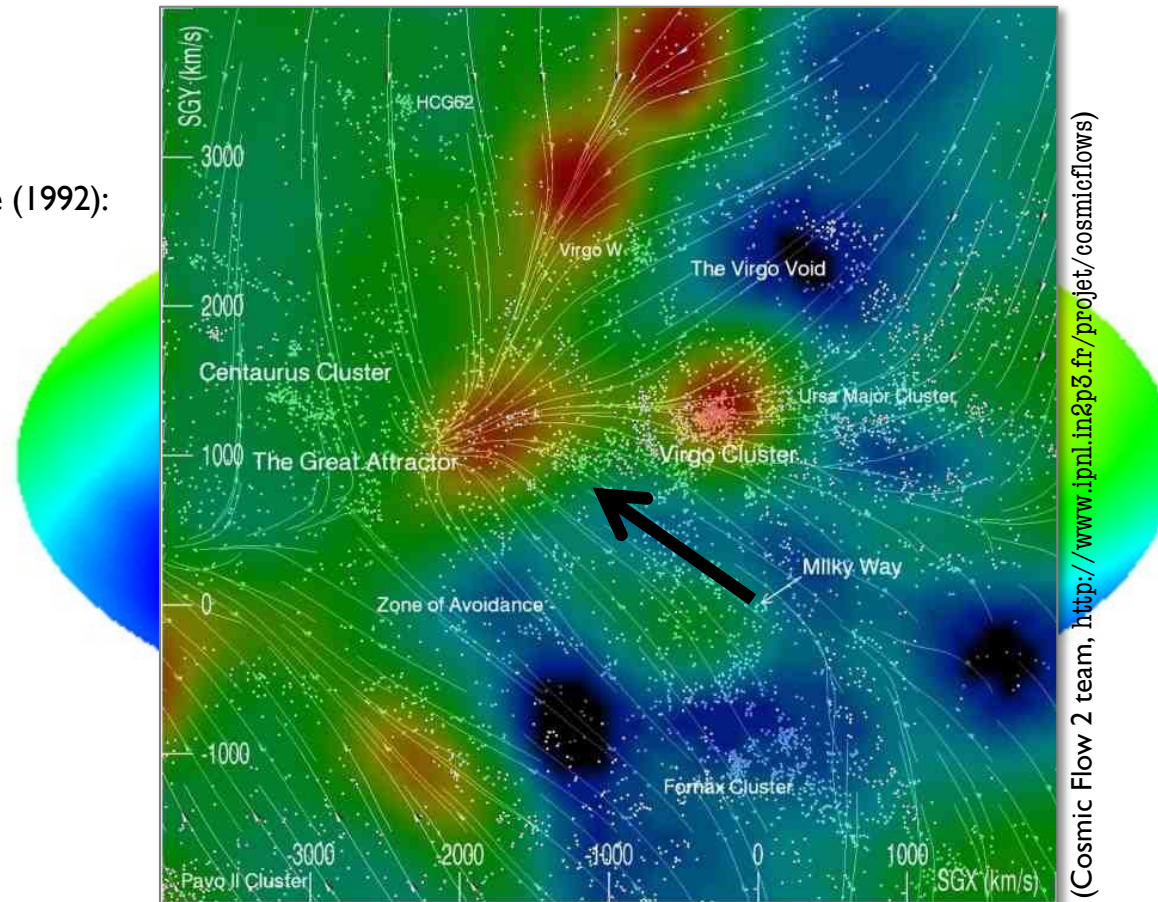 e (1992):
SGY (km/s)
HCG62
3000
Virgo W
The Virgo Void
2000
Centaurus Cluster
Ursa Major Cluster
1000
The Great Attractor
Virgo Cluster
Milky Way
0
Zone of Avoidance
-1000
Fornax Cluster
-3000
-2000
-1000
0
1000
Pavo II Cluster
SGX (km/s)
(Cosmic Flow 2 team, http://www.ipnl.in2p3.fr/projet/cosmicflows)